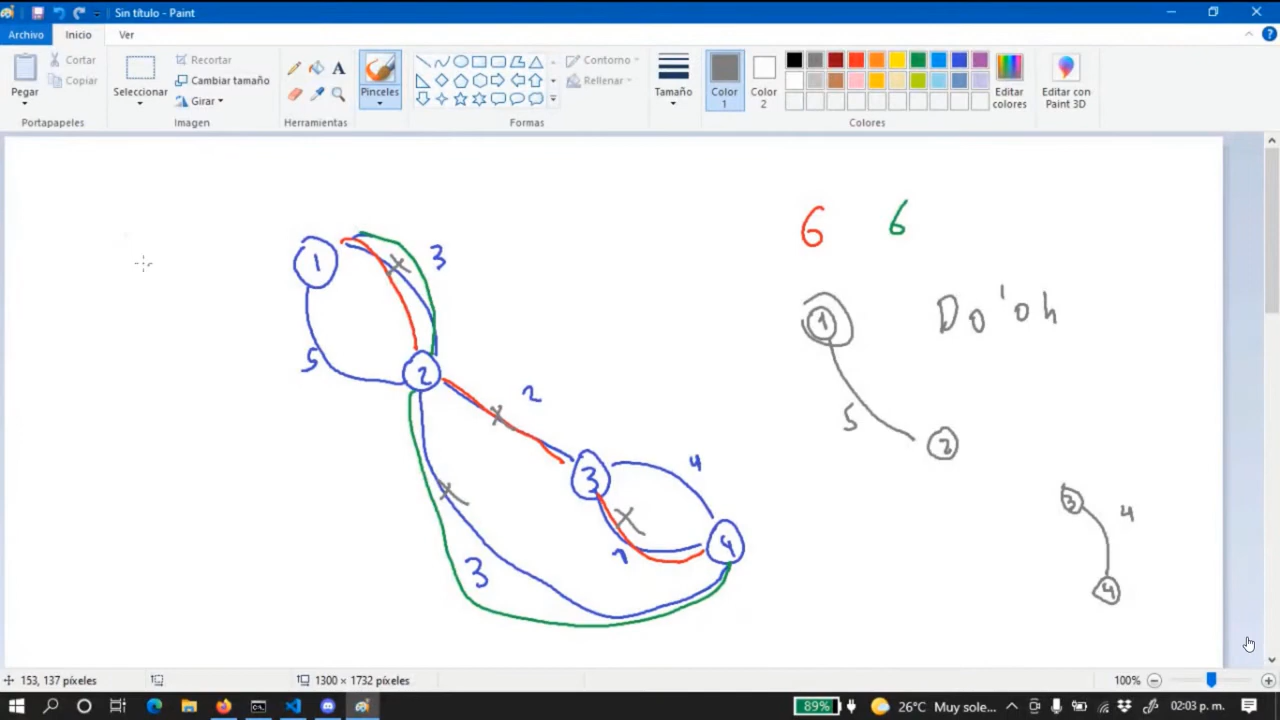 Sin título - Paint
Archivo Inicio Ver
Pegar
Cortar
Copiar
Portapapeles
Seleccionar
Recortar
Cambiar tamaño
Girar
Imagen
A
Herramientas
Pinceles
Contorno
Rellenar
Formas
Tamaño
Color 1
Color 2
Editar colores
Colores
Editar con Paint 3D
6 6
1
3
5
2
2
3
4
1
4
3
1
Do'oh
5
2
3
4
4
153, 137 píxeles
1300 × 1732 píxeles
100%
89%
26°C Muy sole...
02:03 p. m.